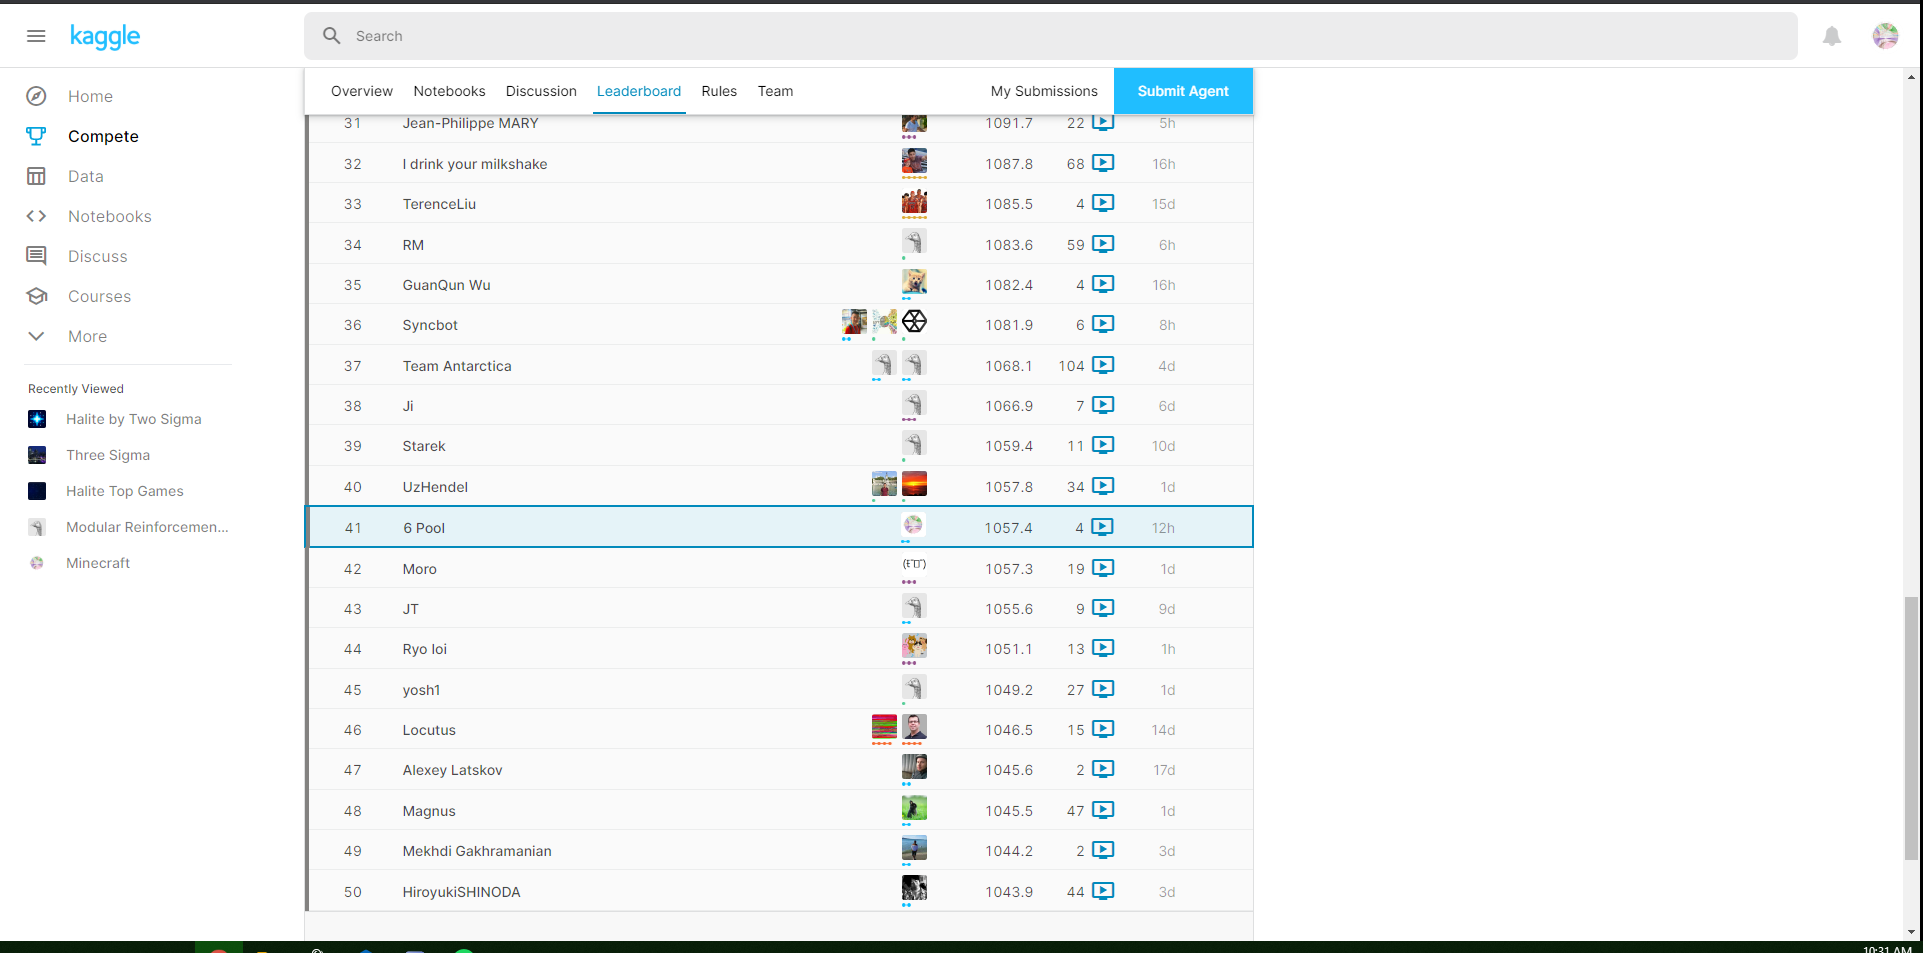 kaggle
Search
Home
Compete
Data
Notebooks
Discuss
Courses
More
Recently Viewed
Halite by Two Sigma
Three Sigma
Halite Top Games
Modular Reinforcemen...
Minecraft
Overview Notebooks Discussion Leaderboard Rules Team My Submissions Submit Agent
31 Jean-Philippe MARY 1091.7 22 5h
32 I drink your milkshake 1087.8 68 16h
33 TerenceLiu 1085.5 4 15d
34 RM 1083.6 59 6h
35 GuanQun Wu 1082.4 4 16h
36 Syncbot 1081.9 6 8h
37 Team Antarctica 1068.1 104 4d
38 Ji 1066.9 7 6d
39 Starek 1059.4 11 10d
40 UzHendel 1057.8 34 1d
41 6 Pool 1057.4 4 12h
42 Moro 1057.3 19 1d
43 JT 1055.6 9 9d
44 Ryo Ioi 1051.1 13 1h
45 yosh1 1049.2 27 1d
46 Locutus 1046.5 15 14d
47 Alexey Latskov 1045.6 2 17d
48 Magnus 1045.5 47 1d
49 Mekhdi Gakhramanian 1044.2 2 3d
50 HiroyukiSHINODA 1043.9 44 3d
10:31 AM